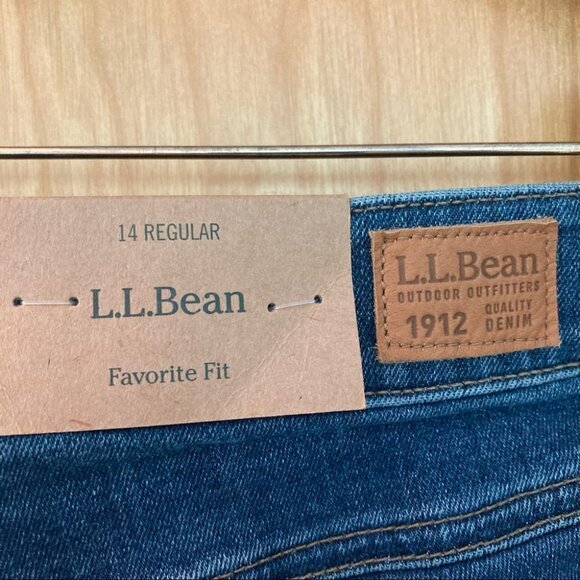 14 REGULAR
L.L.Bean
Favorite Fit
L.L.Bean
OUTDOOR OUTFITTERS
1912 QUALITY DENIM